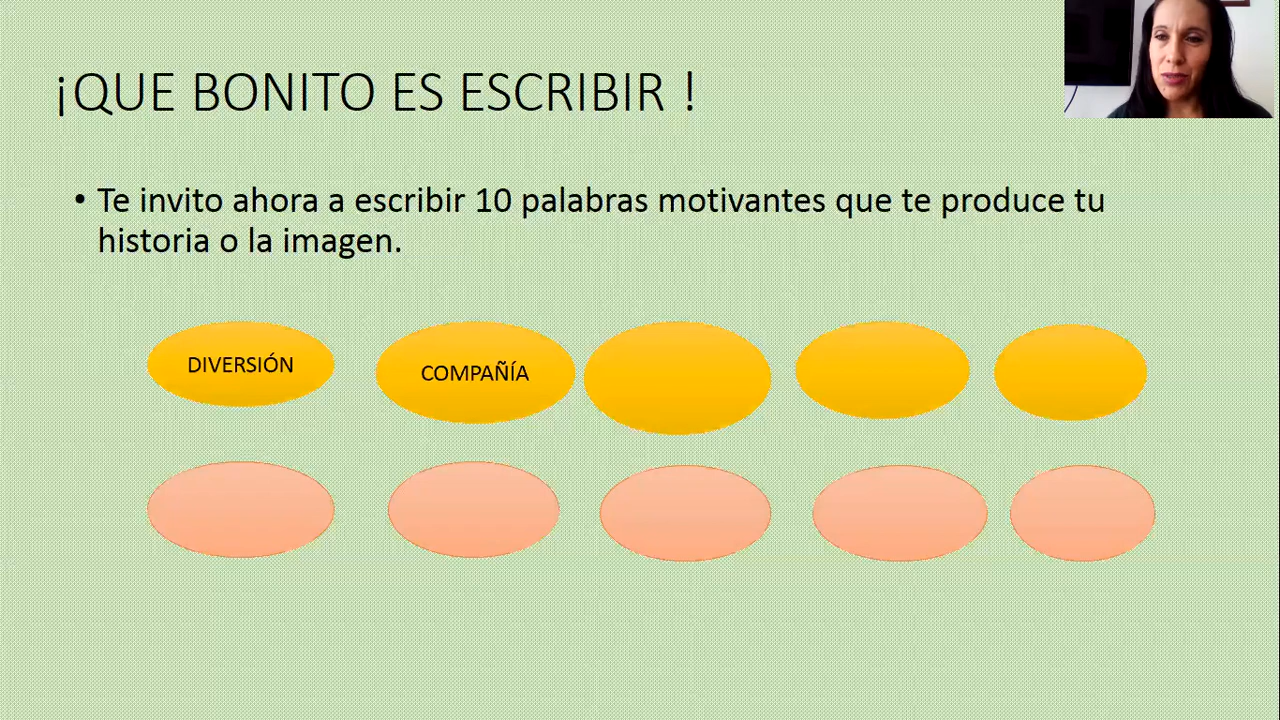 ¡QUE BONITO ES ESCRIBIR !
• Te invito ahora a escribir 10 palabras motivantes que te produce tu
historia o la imagen.
DIVERSIÓN
COMPAÑÍA